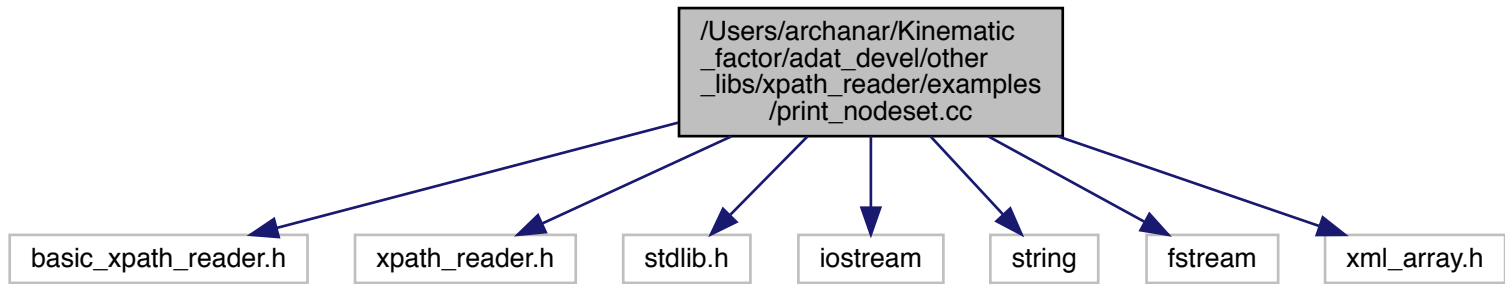 /Users/archanar/Kinematic
_factor/adat_devel/other
_libs/xpath_reader/examples
/print_nodeset.cc
basic_xpath_reader.h
xpath_reader.h
stdlib.h
iostream
string
fstream
xml_array.h